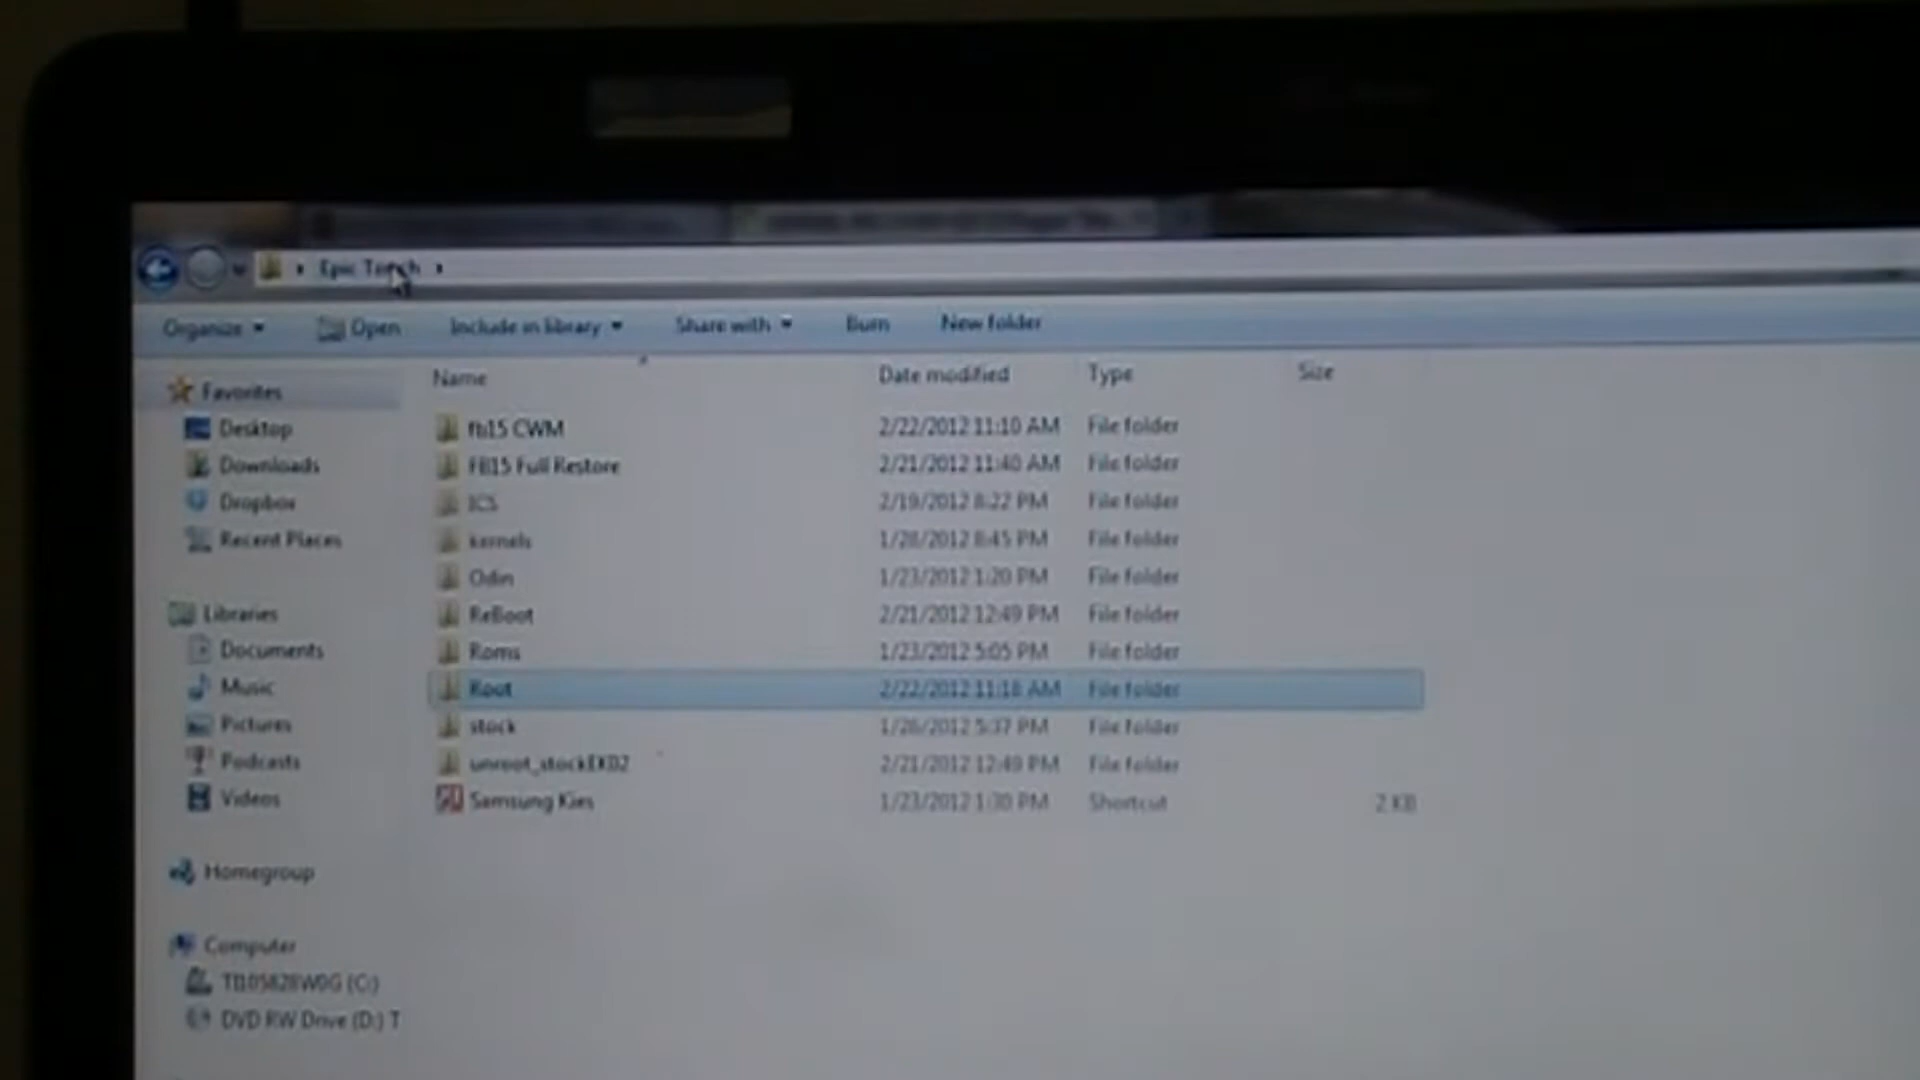 Epic Touch
Organize Open Include in library Share with Burn New folder
Name Date modified Type Size
Favorites
Desktop
Downloads
Dropbox
Recent Places
Libraries
Documents
Music
Pictures
Podcasts
Videos
Homegroup
Computer
TI105828W0G (C:)
DVD RW Drive (D:) T
fb15 CWM 2/22/2012 11:10 AM File folder
FB15 Full Restore 2/21/2012 11:40 AM File folder
ICS 2/19/2012 8:22 PM File folder
kernels 1/28/2012 8:45 PM File folder
Odin 1/23/2012 1:20 PM File folder
ReBoot 2/21/2012 12:49 PM File folder
Roms 1/23/2012 5:05 PM File folder
Root 2/22/2012 11:18 AM File folder
stock 1/26/2012 5:37 PM File folder
unroot_stockEK02 2/21/2012 12:49 PM File folder
Samsung Kies 1/23/2012 1:30 PM Shortcut 2 KB